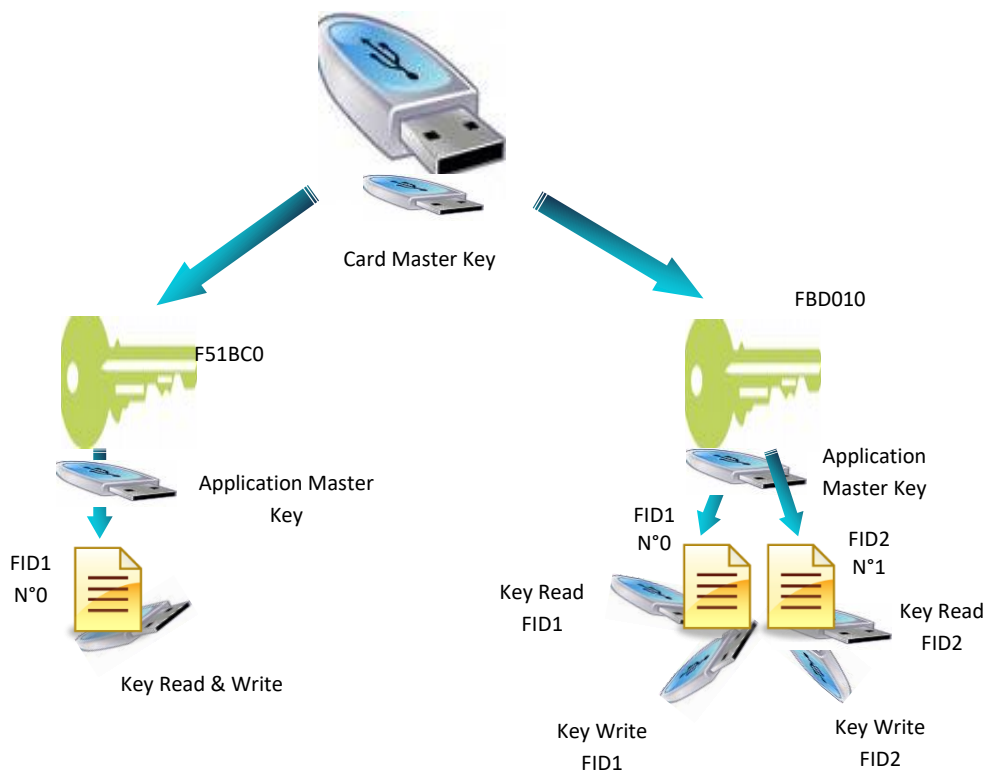 Card Master Key
FBD010
F51BC0
Application Master
Key
Application
Master Key
FID1
N°0
FID1
N°0
FID2
N°1
Key Read
FID1
Key Read
FID2
Key Read & Write
Key Write
FID1
Key Write
FID2